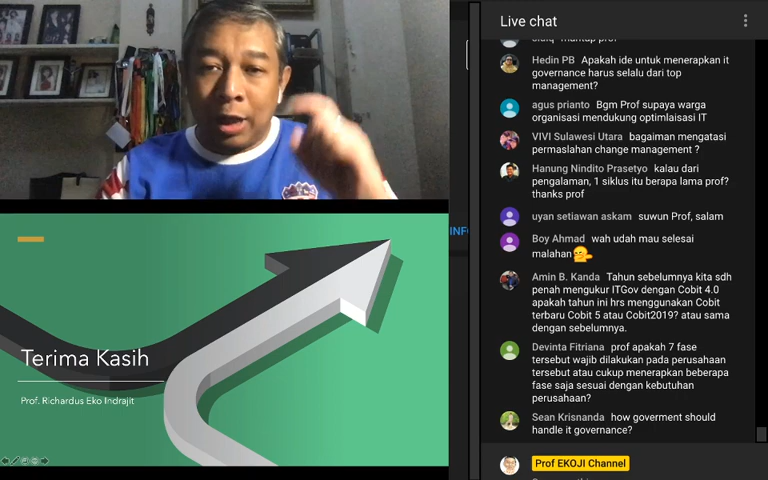 Terima Kasih
Prof. Richardus Eko Indrajit
INF
Live chat
mantap prof
Hedin PB Apakah ide untuk menerapkan it
governance harus selalu dari top
management?
agus prianto Bgm Prof supaya warga
organisasi mendukung optimlaisasi IT
VIVI Sulawesi Utara bagaiman mengatasi
permaslahan change management ?
Hanung Nindito Prasetyo kalau dari
pengalaman, 1 siklus itu berapa lama prof?
thanks prof
uyan setiawan askam suwun Prof, salam
Boy Ahmad wah udah mau selesai
malahan
Amin B. Kanda Tahun sebelumnya kita sdh
penah mengukur ITGov dengan Cobit 4.0
apakah tahun ini hrs menggunakan Cobit
terbaru Cobit 5 atau Cobit2019? atau sama
dengan sebelumnya.
Devinta Fitriana prof apakah 7 fase
tersebut wajib dilakukan pada perusahaan
tersebut atau cukup menerapkan beberapa
fase saja sesuai dengan kebutuhan
perusahaan?
Sean Krisnanda how goverment should
handle it governance?
Prof EKOJI Channel